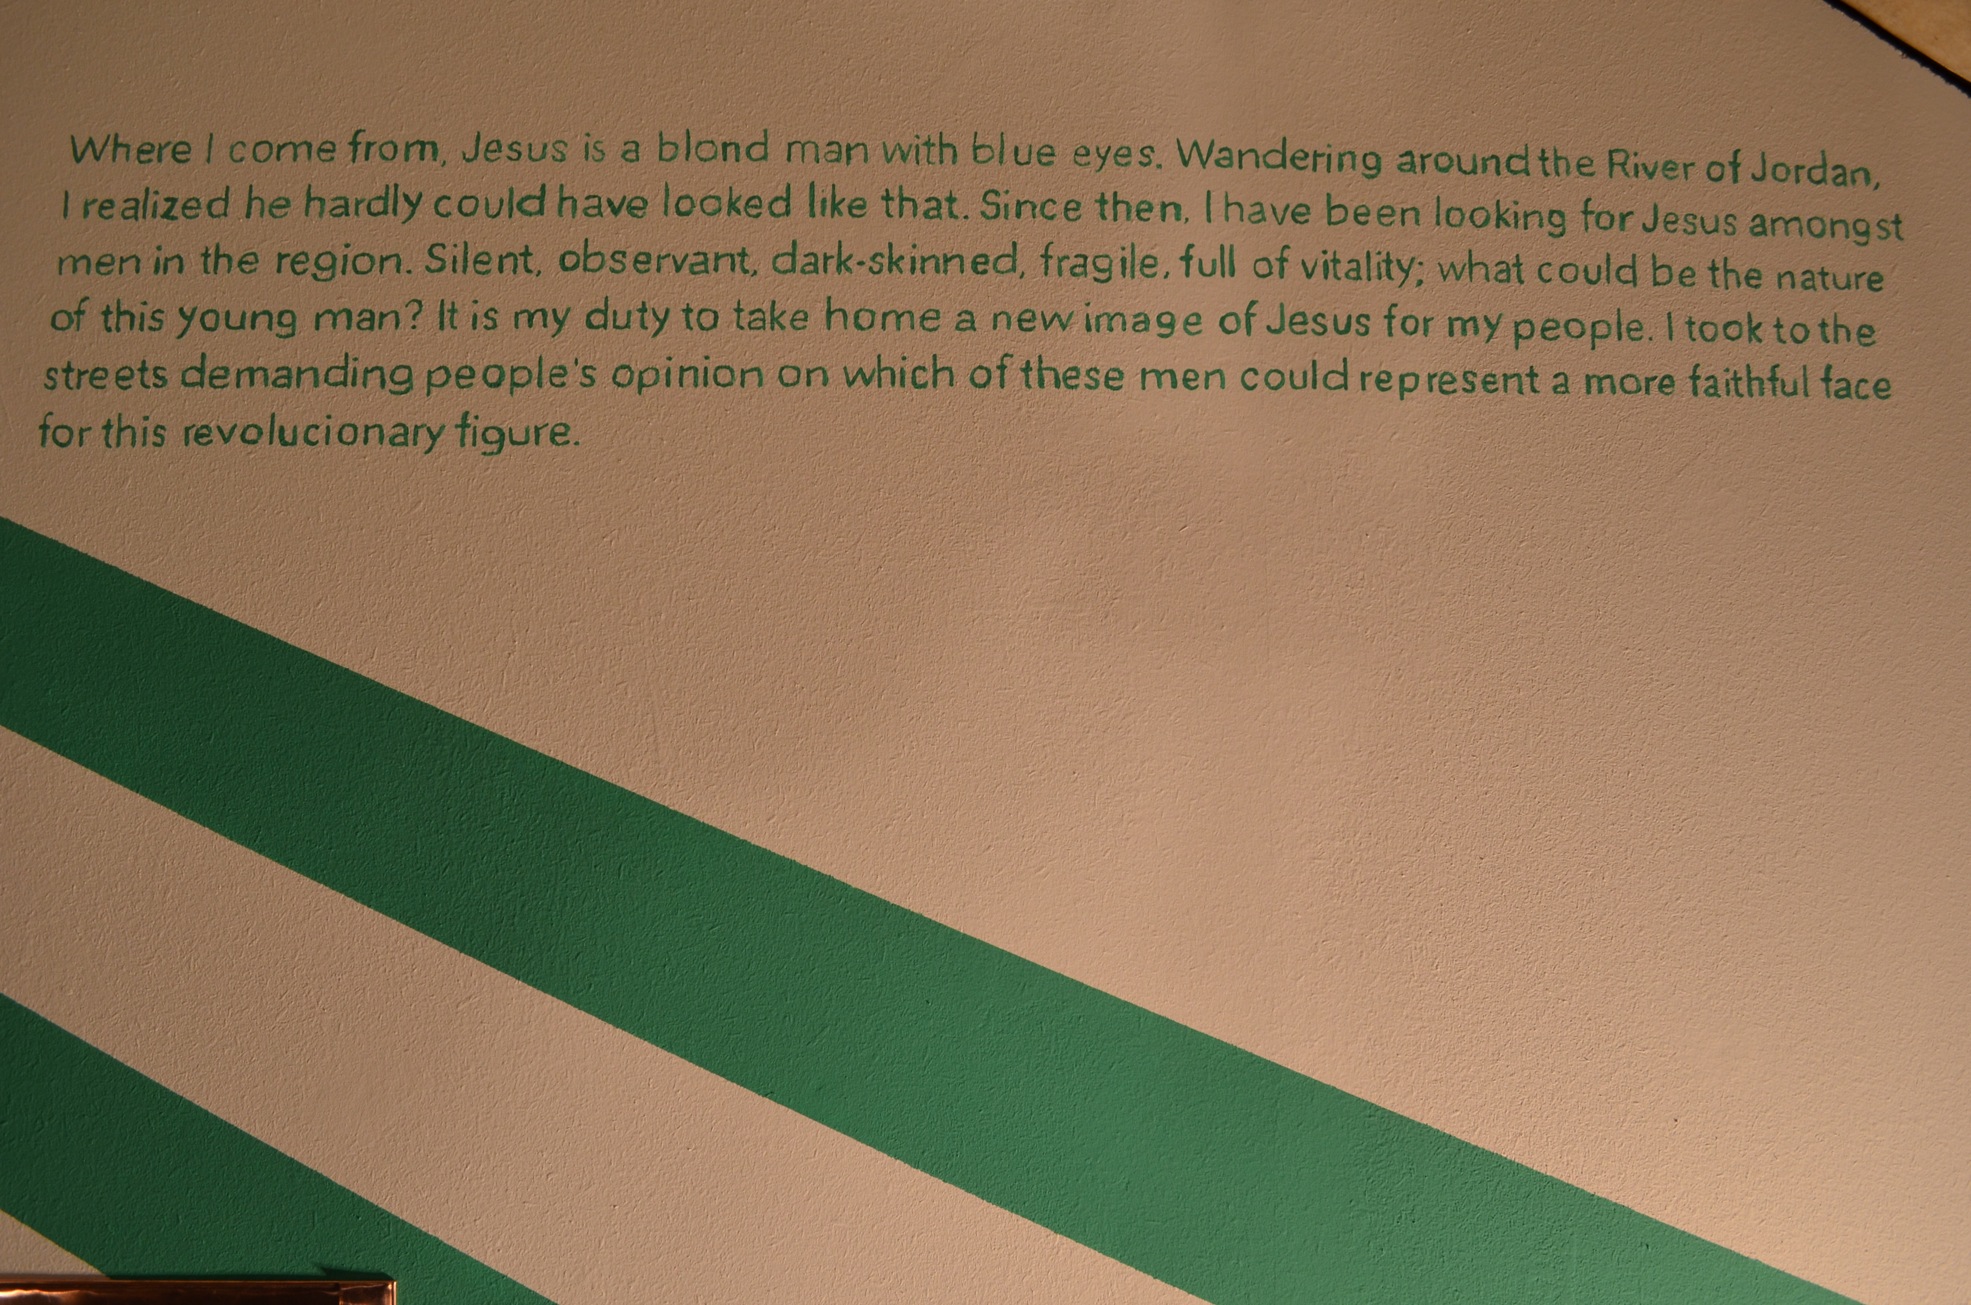 Where I come from, Jesus is a blond man with blue eyes. Wandering around the River of Jordan,
I realized he hardly could have looked like that. Since then, I have been looking for Jesus amongst
men in the region. Silent, observant, dark-skinned, fragile, full of vitality; what could be the nature
of this young man? It is my duty to take home a new image of Jesus for my people. I took to the
streets demanding people's opinion on which of these men could represent a more faithful face
for this revolucionary figure.